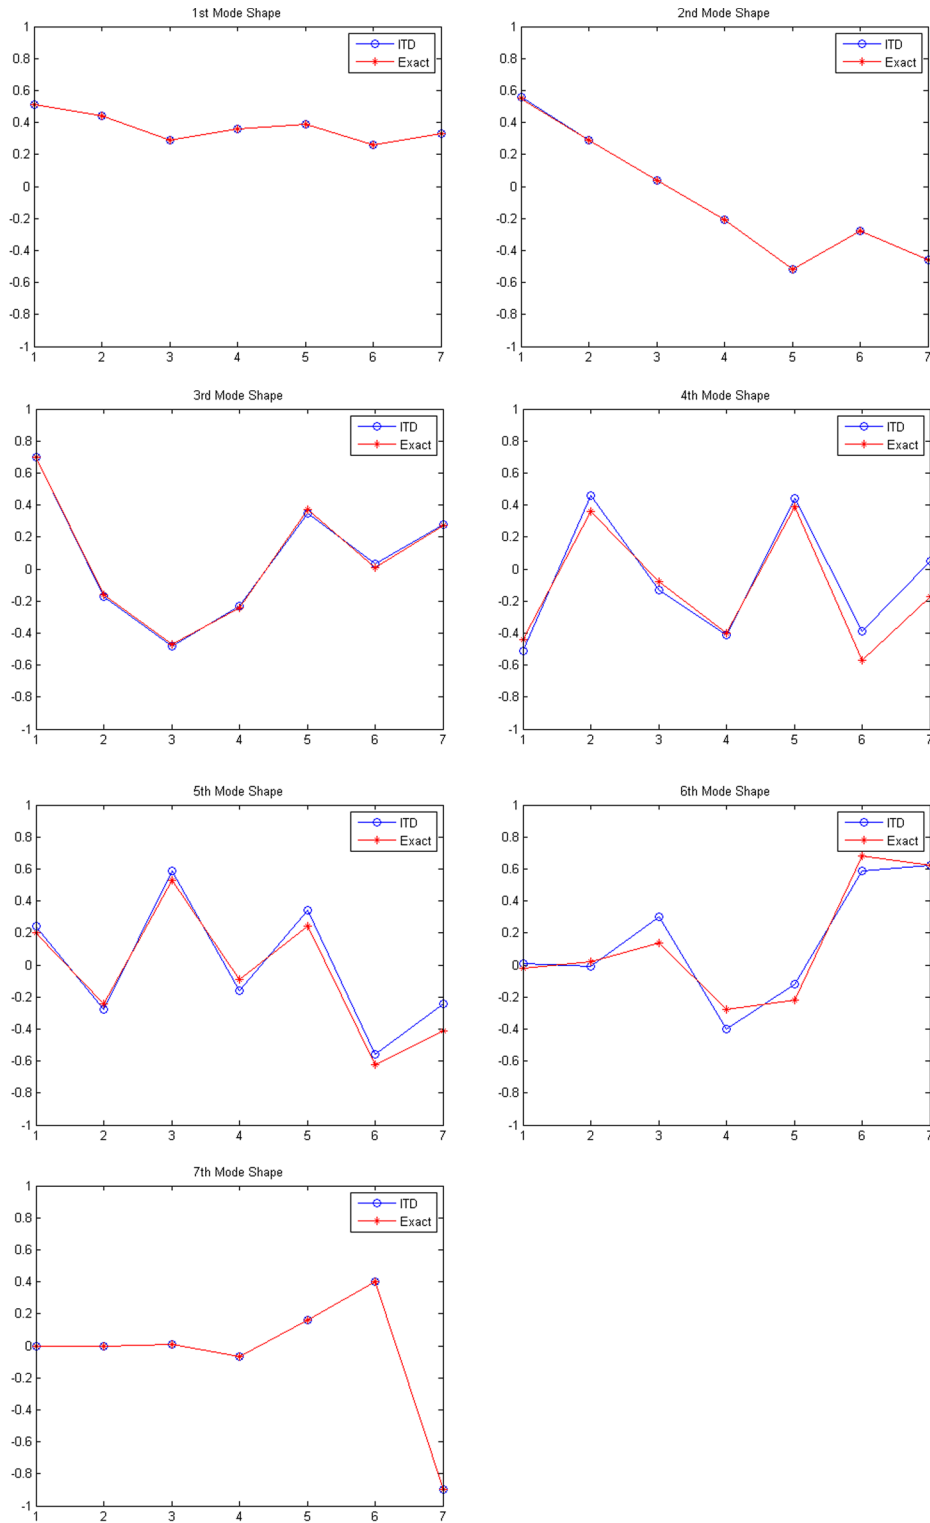 1st Mode Shape
1
0.8
0.6
0.4
0.2
0
-0.2
-0.4
-0.6
-0.8
-1
1 2 3 4 5 6 7
ITD
Exact
2nd Mode Shape
1
0.8
0.6
0.4
0.2
0
-0.2
-0.4
-0.6
-0.8
-1
1 2 3 4 5 6 7
ITD
Exact
3rd Mode Shape
1
0.8
0.6
0.4
0.2
0
-0.2
-0.4
-0.6
-0.8
-1
1 2 3 4 5 6 7
ITD
Exact
4th Mode Shape
1
0.8
0.6
0.4
0.2
0
-0.2
-0.4
-0.6
-0.8
-1
1 2 3 4 5 6 7
ITD
Exact
5th Mode Shape
1
0.8
0.6
0.4
0.2
0
-0.2
-0.4
-0.6
-0.8
-1
1 2 3 4 5 6 7
ITD
Exact
6th Mode Shape
1
0.8
0.6
0.4
0.2
0
-0.2
-0.4
-0.6
-0.8
-1
1 2 3 4 5 6 7
ITD
Exact
7th Mode Shape
1
0.8
0.6
0.4
0.2
0
-0.2
-0.4
-0.6
-0.8
-1
1 2 3 4 5 6 7
ITD
Exact